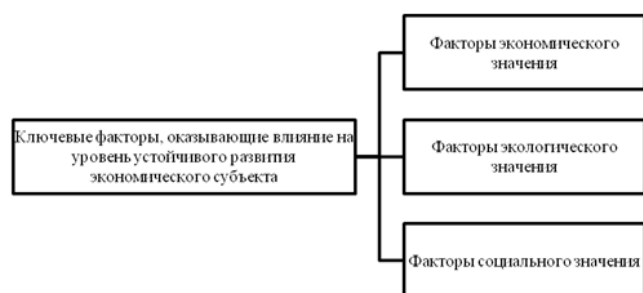 Ключевые факторы, оказывающие влияние на
уровень устойчивого развития
экономического субъекта
Факторы экономического
значения
Факторы экологического
значения
Факторы социального значения